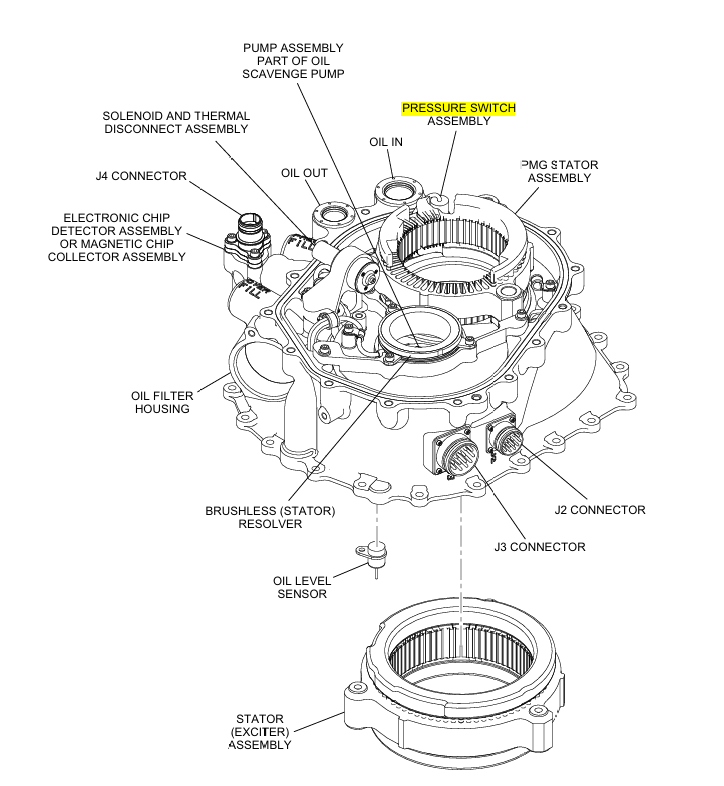 PUMP ASSEMBLY
PART OF OIL
SCAVENGE PUMP
PRESSURE SWITCH
ASSEMBLY
SOLENOID AND THERMAL
DISCONNECT ASSEMBLY
OIL IN
PMG STATOR
ASSEMBLY
OIL OUT
J4 CONNECTOR
ELECTRONIC CHIP
DETECTOR ASSEMBLY
OR MAGNETIC CHIP
COLLECTOR ASSEMBLY
FILL
FILL
OIL FILTER
HOUSING
BRUSHLESS (STATOR)
RESOLVER
J2 CONNECTOR
J3 CONNECTOR
OIL LEVEL
SENSOR
STATOR
(EXCITER)
ASSEMBLY